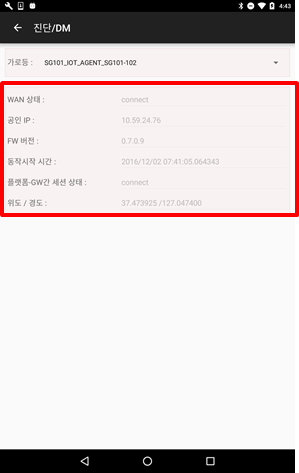 4:43
진단/DM
가로등 : SG101_IOT_AGENT_SG101-102
WAN 상태 : connect
공인 IP : 10.59.24.76
FW 버전 : 0.7.0.9
동작시작 시간 : 2016/12/02 07:41:05.064343
플랫폼-GW간 세션 상태 : connect
위도 / 경도 : 37.473925 /127.047400